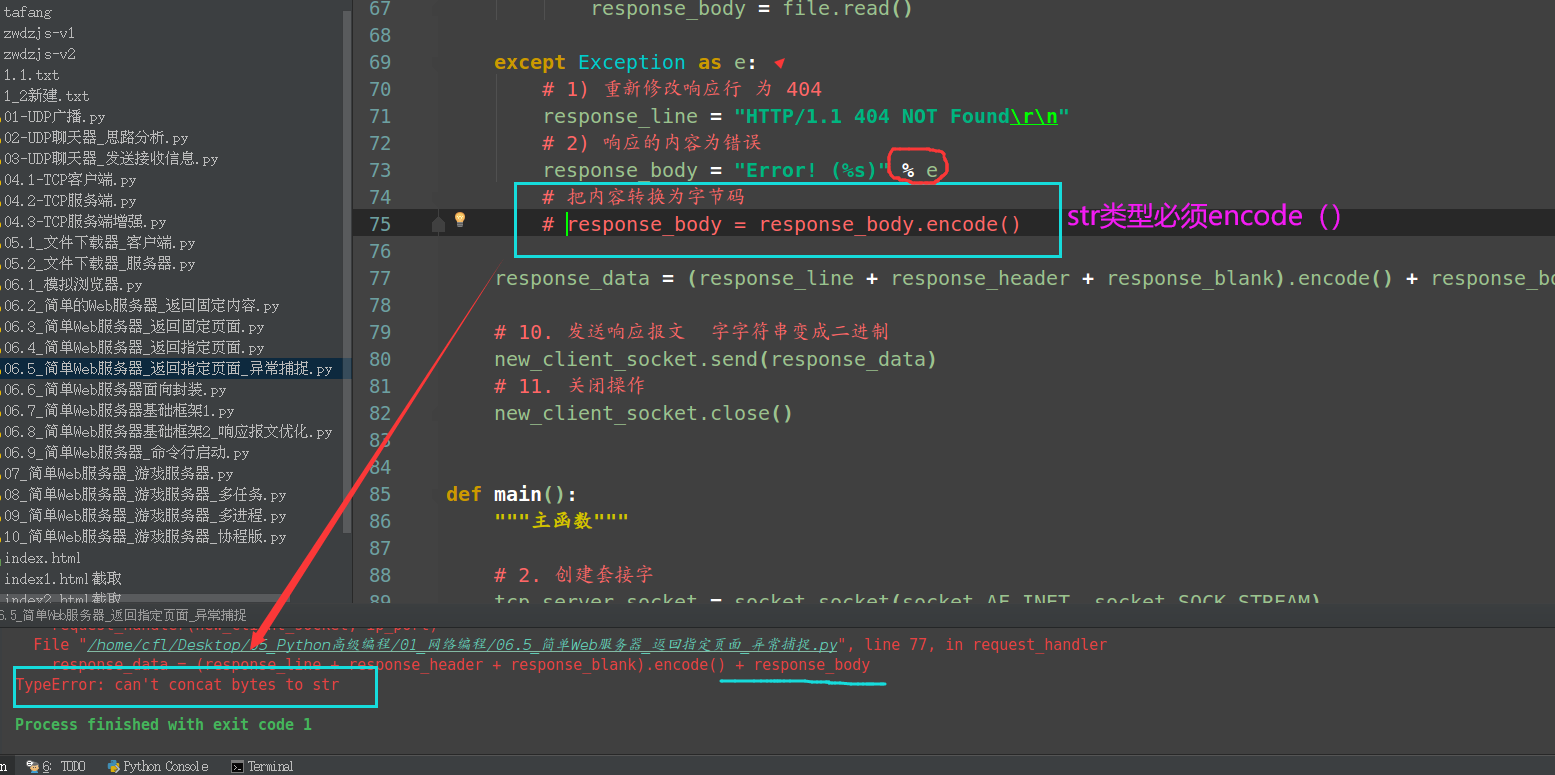 tafang
zwdzjs-v1
zwdzjs-v2
1.1.txt
1_2新建.txt
01-UDP广播.py
02-UDP聊天器_思路分析.py
03-UDP聊天器_发送接收信息.py
04.1-TCP客户端.py
04.2-TCP服务端.py
04.3-TCP服务端增强.py
05.1_文件下载器_客户端.py
05.2_文件下载器_服务器.py
06.1_模拟浏览器.py
06.2_简单的Web服务器_返回固定内容.py
06.3_简单Web服务器_返回固定页面.py
06.4_简单Web服务器_返回指定页面.py
06.5_简单Web服务器_返回指定页面_异常捕捉.py
06.6_简单Web服务器面向封装.py
06.7_简单Web服务器基础框架1.py
06.8_简单Web服务器基础框架2_响应报文优化.py
06.9_简单Web服务器_命令行启动.py
07_简单Web服务器_游戏服务器.py
08_简单Web服务器_游戏服务器_多任务.py
09_简单Web服务器_游戏服务器_多进程.py
10_简单Web服务器_游戏服务器_协程版.py
index.html
index1.html截取
index2.html截取
67 response_body = file.read()
68
69 except Exception as e:
70 # 1) 重新修改响应行 为 404
71 response_line = "HTTP/1.1 404 NOT Found\r\n"
72 # 2) 响应的内容为错误
73 response_body = "Error! (%s)" % e
74 # 把内容转换为字节码
75 # response_body = response_body.encode()
str类型必须encode（）
76
77 response_data = (response_line + response_header + response_blank).encode() + response_bo
78
79 # 10. 发送响应报文 字字符串变成二进制
80 new_client_socket.send(response_data)
81 # 11. 关闭操作
82 new_client_socket.close()
83
84
85 def main():
86 """主函数"""
87
88 # 2. 创建套接字
89 tcp_server_socket = socket.socket(socket.AF_INET, socket.SOCK_STREAM)
6.5_简单Web服务器_返回指定页面_异常捕捉
request_handler(new_client_socket, ip_port)
File "/home/cfl/Desktop/05_Python高级编程/01_网络编程/06.5_简单Web服务器_返回指定页面_异常捕捉.py", line 77, in request_handler
response_data = (response_line + response_header + response_blank).encode() + response_body
TypeError: can't concat bytes to str
Process finished with exit code 1
n 6: TODO Python Console Terminal